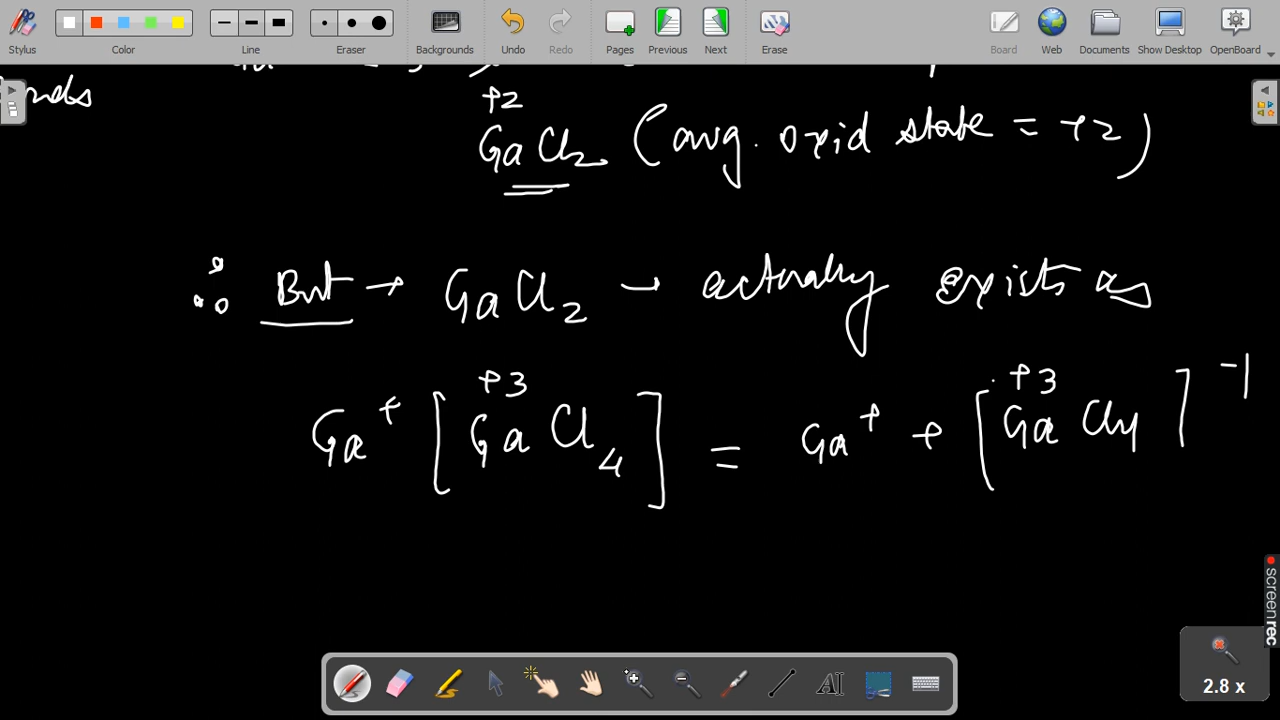 Stylus Color Line Eraser Backgrounds Undo Redo Pages Previous Next Erase Board Web Documents Show Desktop OpenBoard
+2
GaCl2 (avg. oxid state = +2)
∴ But → GaCl2 → actually exists as
+3 +3
Ga+ [GaCl4] = Ga+ + [GaCl4]-1
screenrec
2.8 x